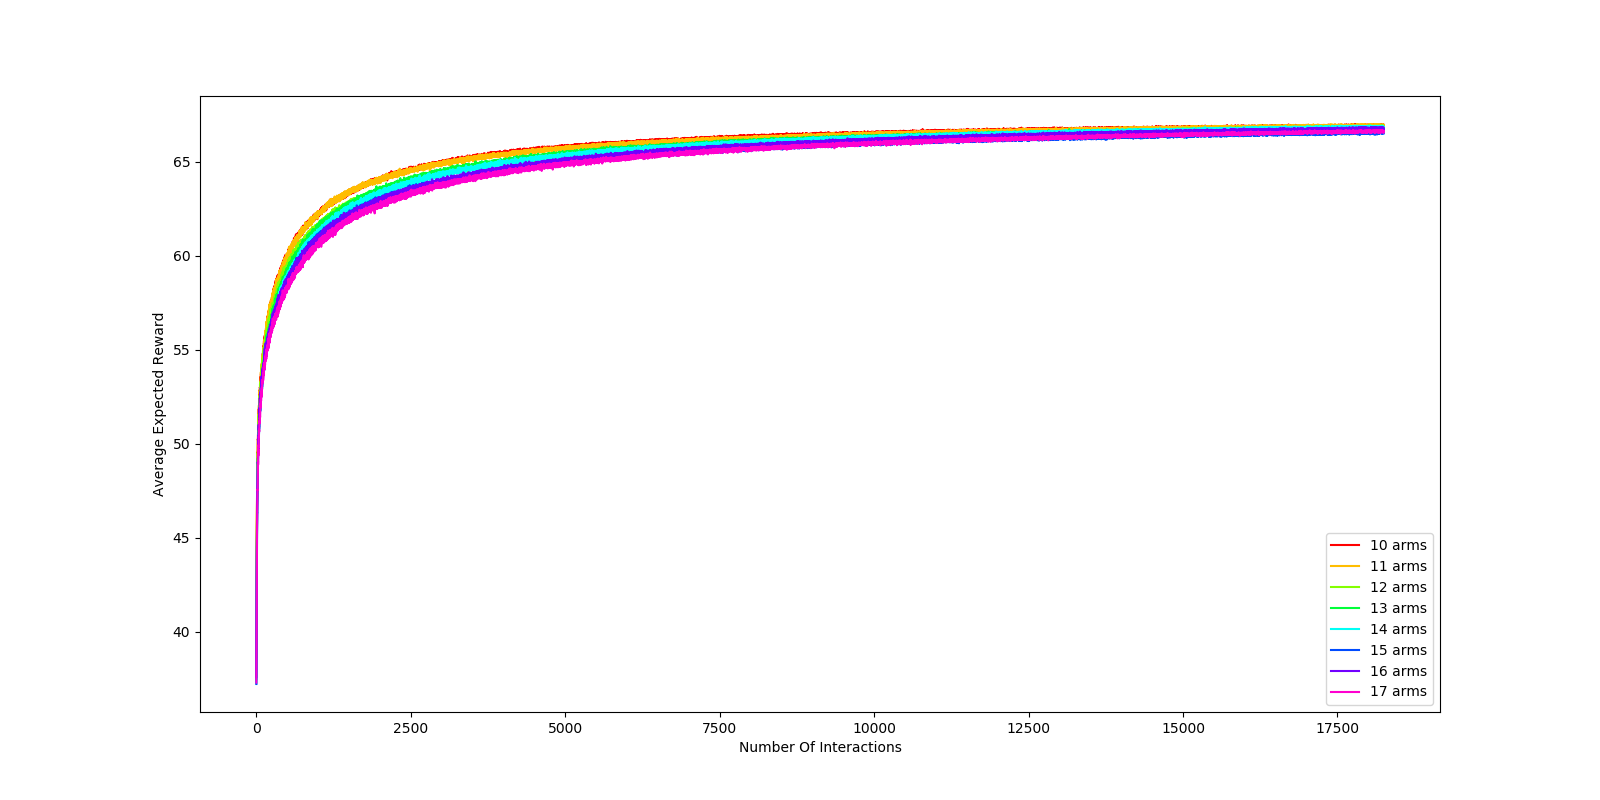 65
60
55
50
45
40
Average Expected Reward
10 arms
11 arms
12 arms
13 arms
14 arms
15 arms
16 arms
17 arms
0 2500 5000 7500 10000 12500 15000 17500
Number Of Interactions